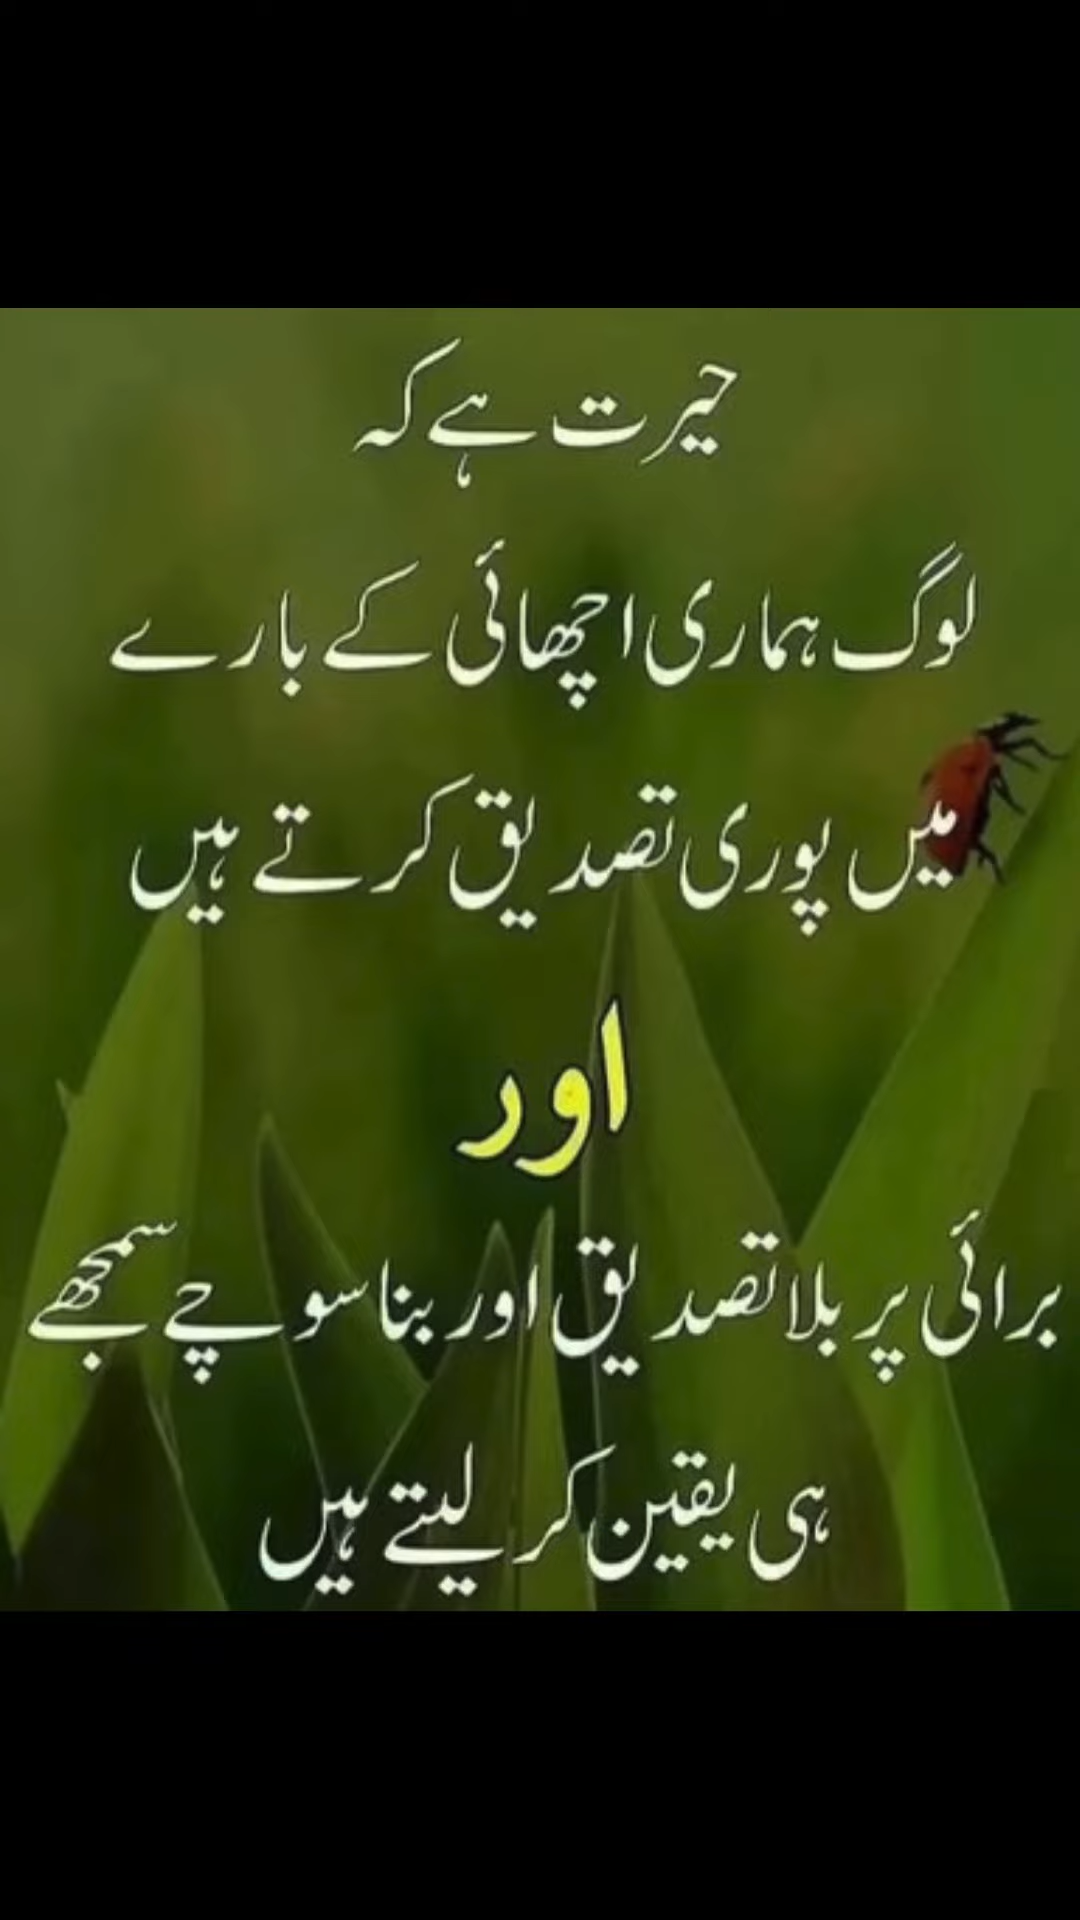 حیرت ہے کہ
لوگ ہماری اچھائی کے بارے
میں پوری تصدیق کرتے ہیں
اور
برائی پر بلا تصدیق اور بنا سوچے سمجھے
ہی یقین کر لیتے ہیں